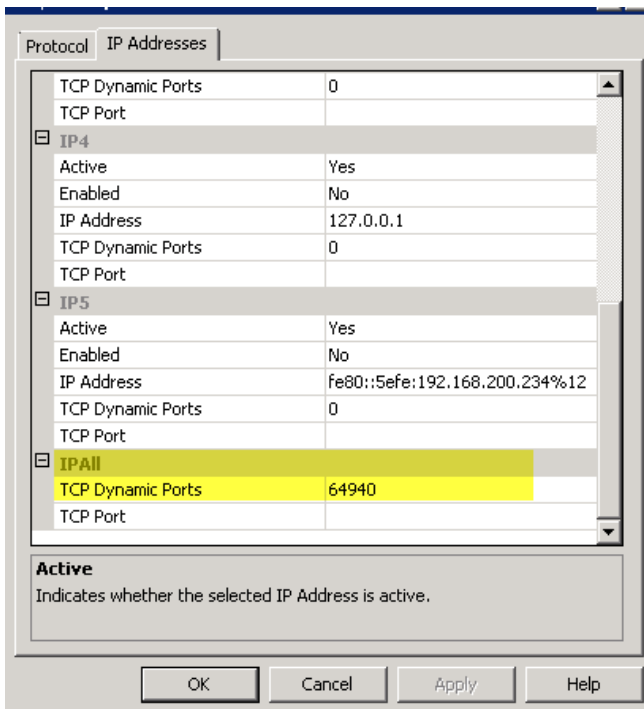 Protocol IP Addresses
TCP Dynamic Ports 0
TCP Port
IP4
Active Yes
Enabled No
IP Address 127.0.0.1
TCP Dynamic Ports 0
TCP Port
IP5
Active Yes
Enabled No
IP Address fe80::5efe:192.168.200.234%12
TCP Dynamic Ports 0
TCP Port
IPAll
TCP Dynamic Ports 64940
TCP Port
Active
Indicates whether the selected IP Address is active.
OK Cancel Apply Help